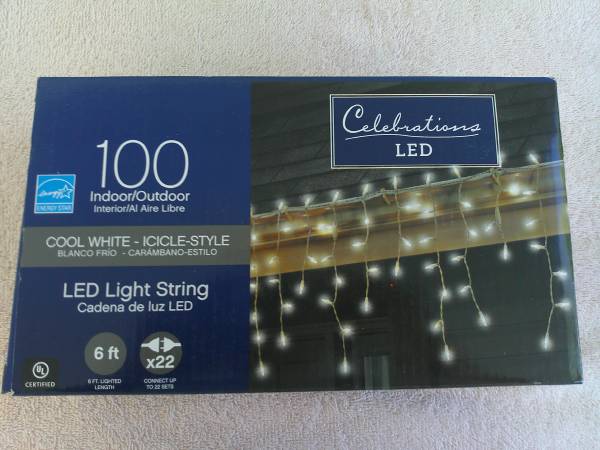 Celebrations
LED
100
Indoor/Outdoor
Interior/Al Aire Libre
energy
ENERGY STAR
COOL WHITE - ICICLE-STYLE
BLANCO FRÍO - CARÁMBANO-ESTILO
LED Light String
Cadena de luz LED
6 ft
x22
UL
CERTIFIED
6 FT. LIGHTED
LENGTH
CONNECT UP
TO 22 SETS